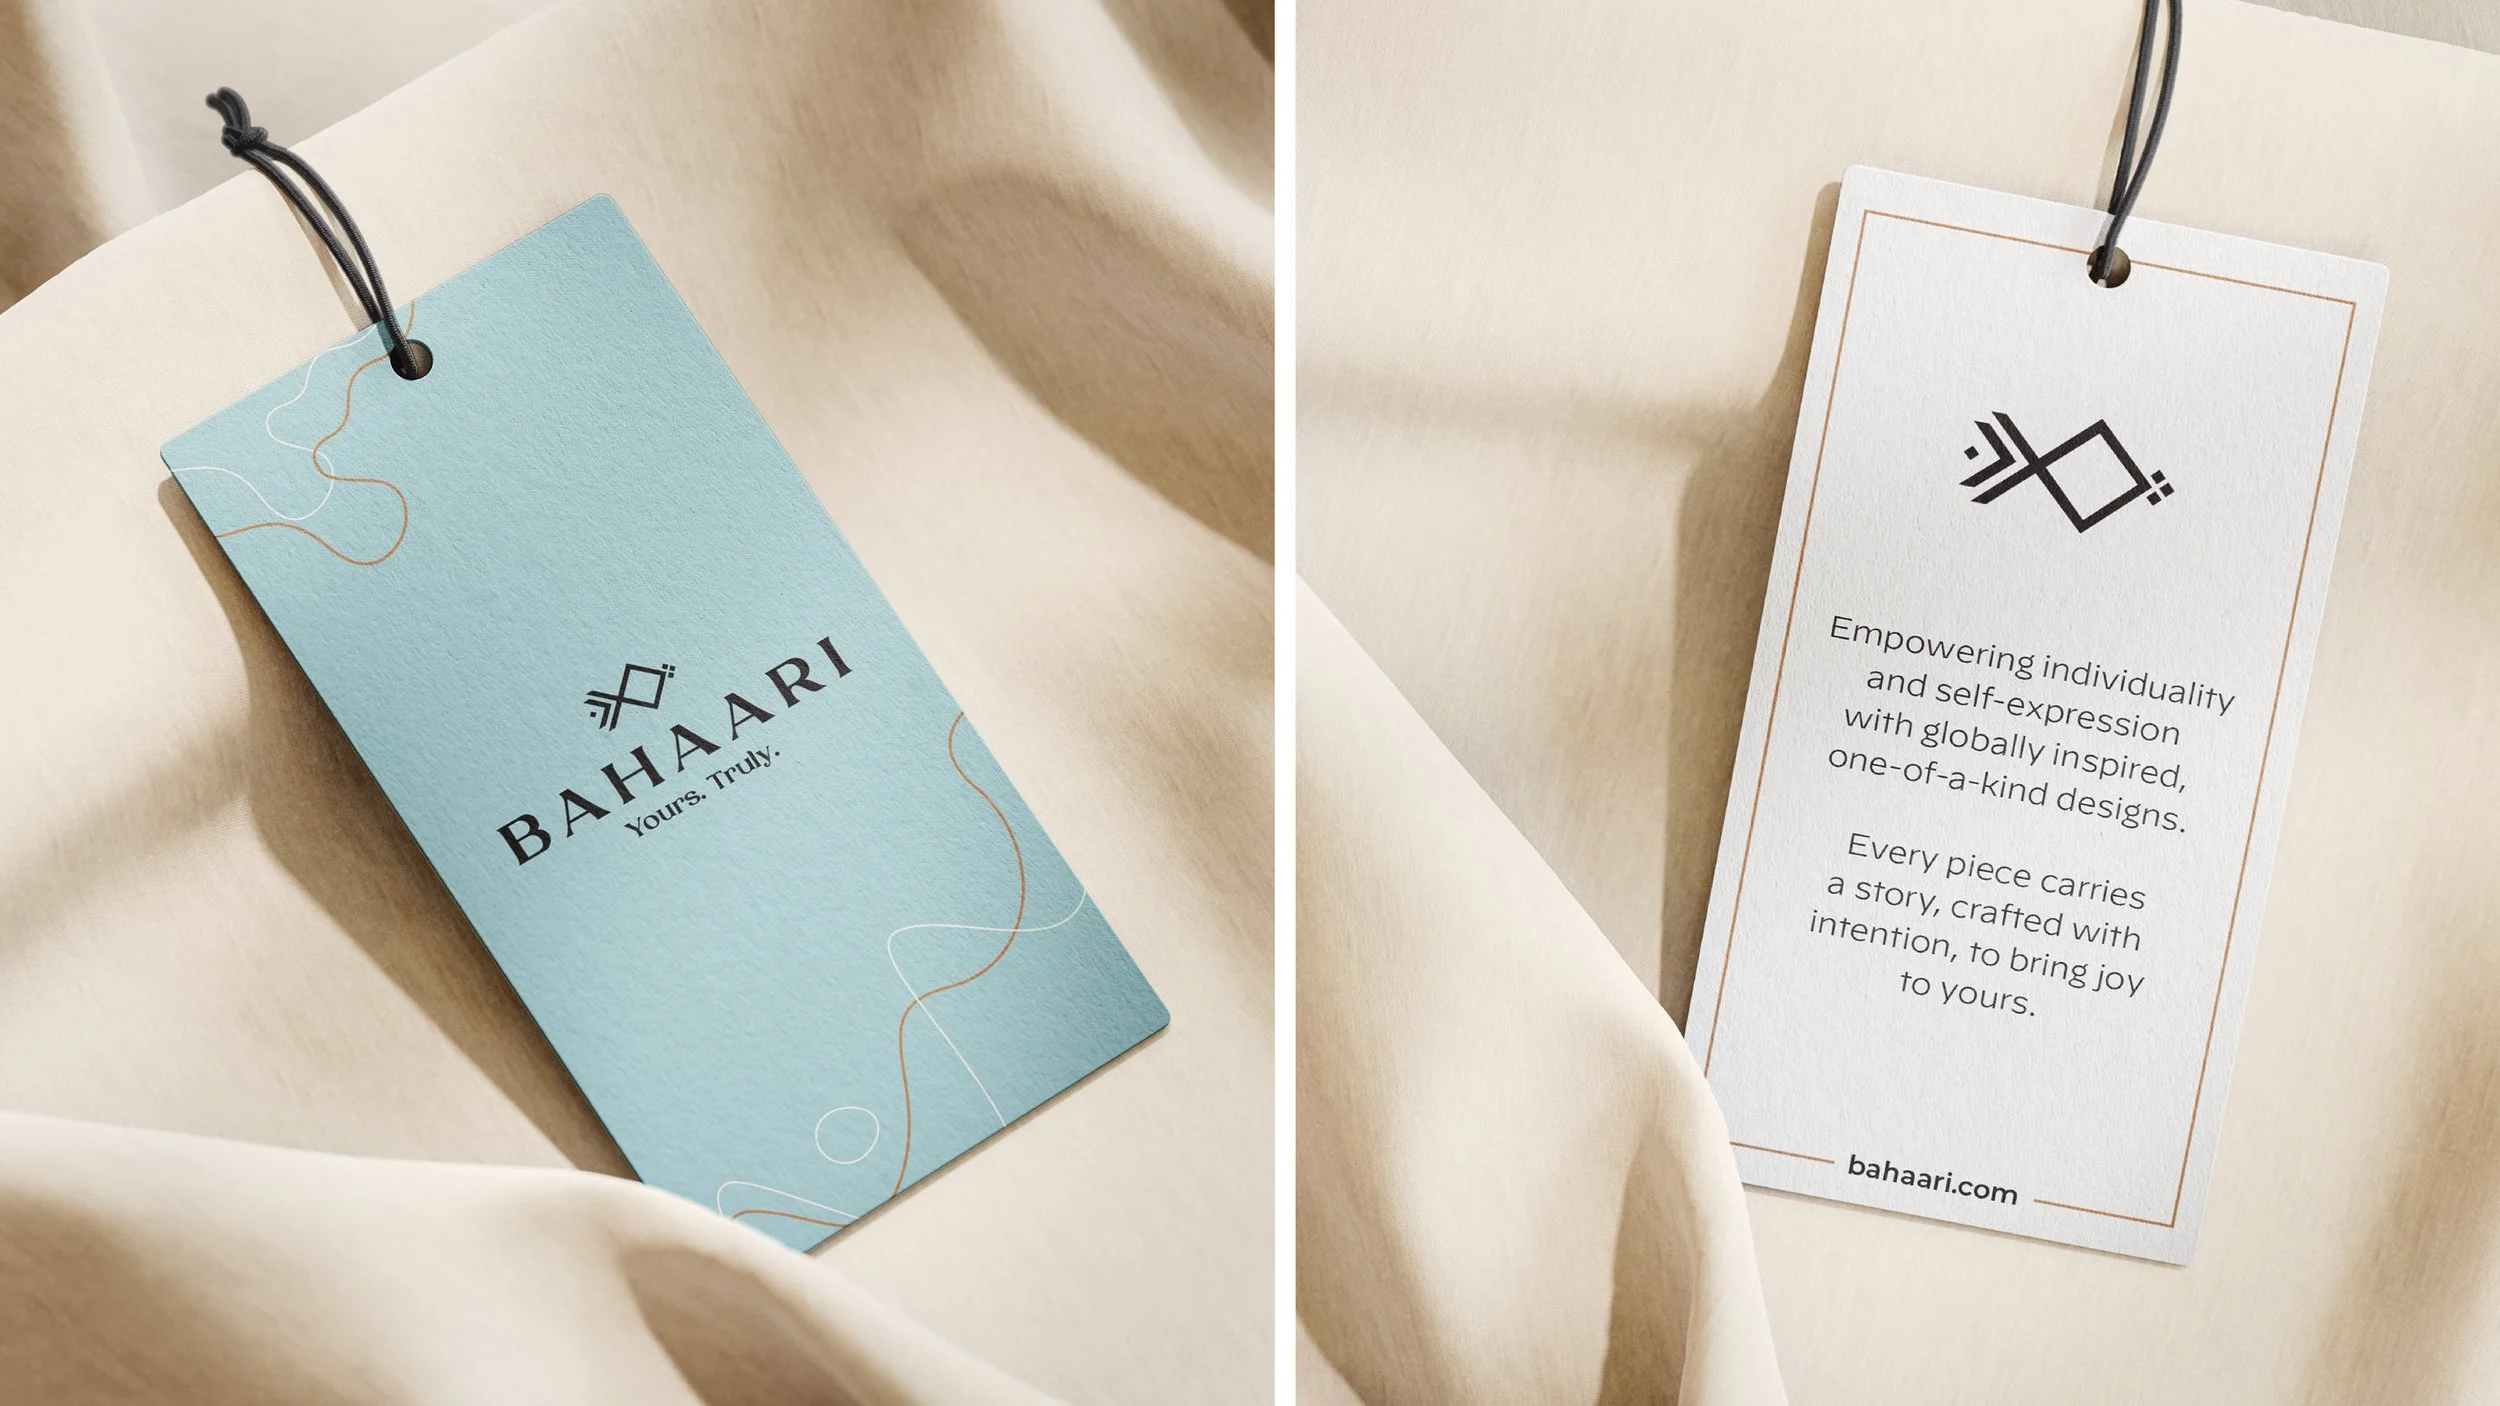 BAHAARI
Yours. Truly.
Empowering individuality
and self-expression
with globally inspired,
one-of-a-kind designs.
Every piece carries
a story, crafted with
intention, to bring joy
to yours.
bahaari.com